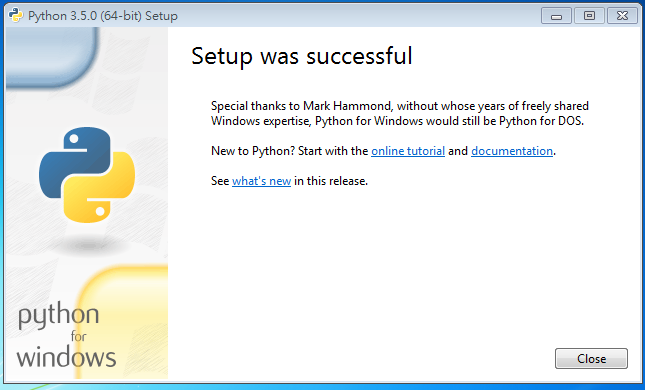 Python 3.5.0 (64-bit) Setup
Setup was successful
Special thanks to Mark Hammond, without whose years of freely shared
Windows expertise, Python for Windows would still be Python for DOS.
New to Python? Start with the online tutorial and documentation.
See what's new in this release.
python
for
windows
Close